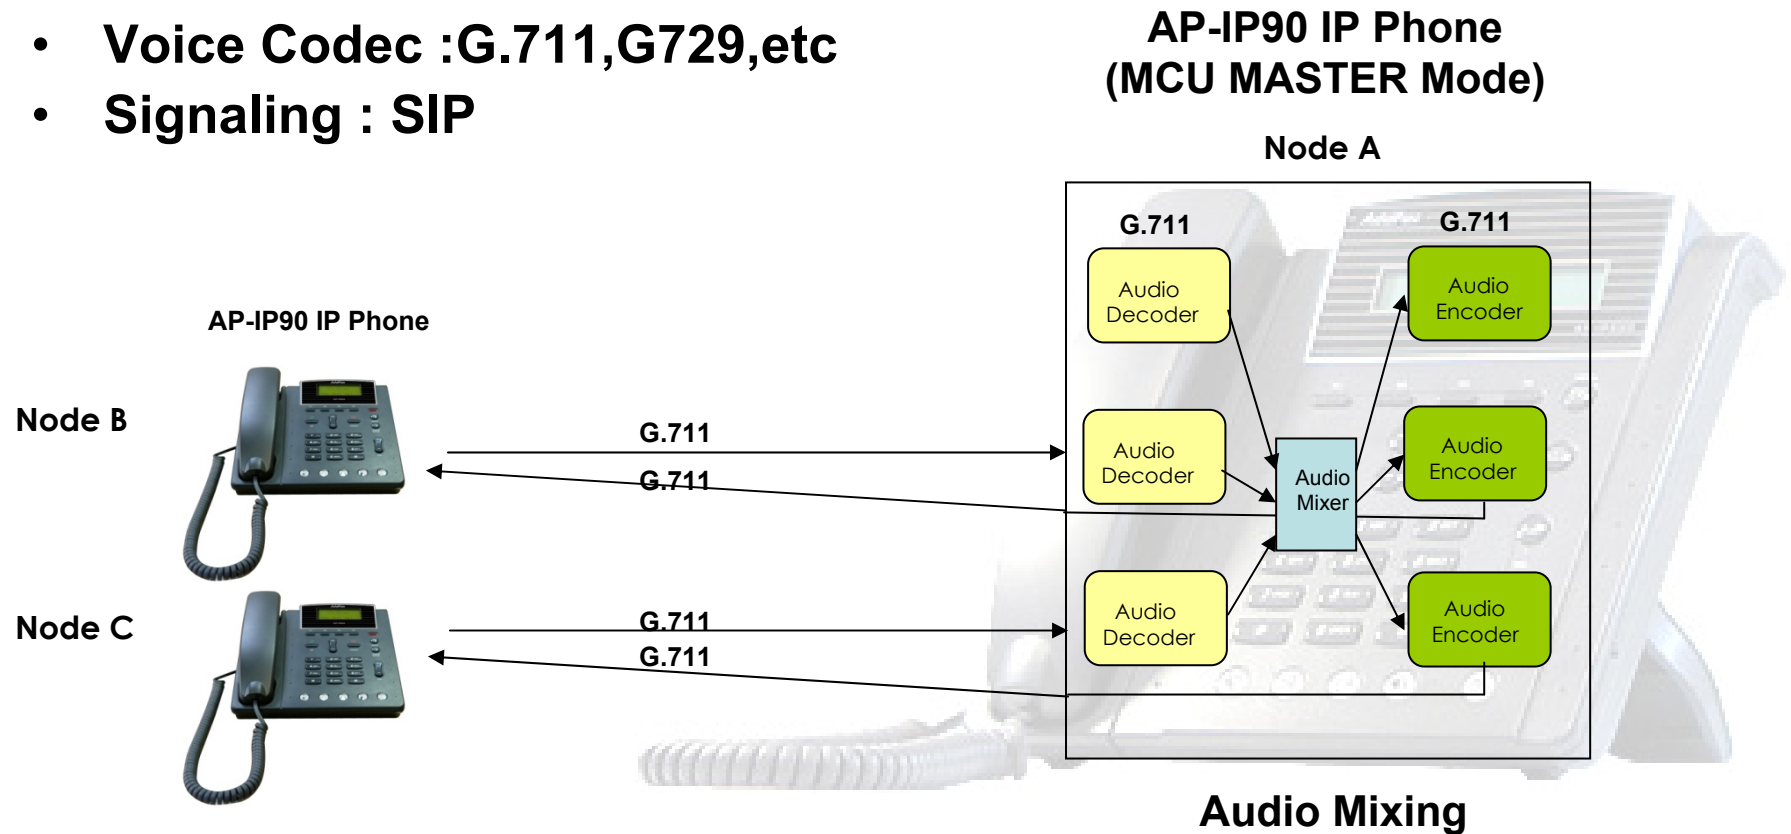 • Voice Codec :G.711,G729,etc
• Signaling : SIP
AP-IP90 IP Phone
(MCU MASTER Mode)
Node A
G.711
G.711
Audio
Decoder
Audio
Encoder
AP-IP90 IP Phone
Node B
G.711
G.711
Audio
Decoder
Audio
Mixer
Audio
Encoder
Node C
G.711
G.711
Audio
Decoder
Audio
Encoder
Audio Mixing